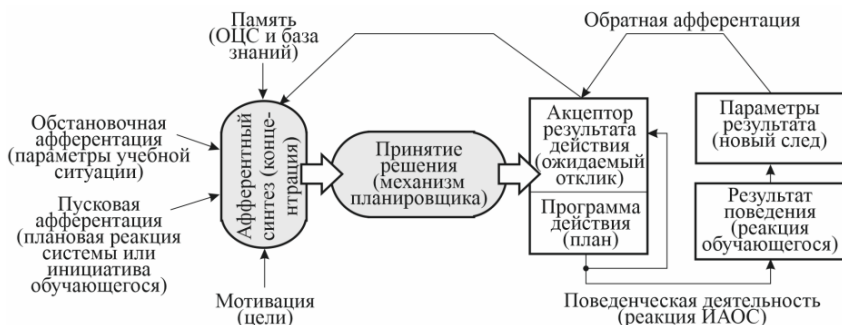 Память
(ОЦС и база
знаний)
Обратная афферентация
Обстановочная
афферентация
(параметры учебной
ситуации)
Пусковая
афферентация
(плановая реакция
системы или
инициатива
обучающегося)
Афферентный
синтез (конце-
нтрация)
Мотивация
(цели)
Принятие
решения
(механизм
планировщика)
Акцептор
результата
действия
(ожидаемый
отклик)
Программа
действия
(план)
Параметры
результата
(новый след)
Результат
поведения
(реакция
обучающегося)
Поведенческая деятельность
(реакция ИАОС)